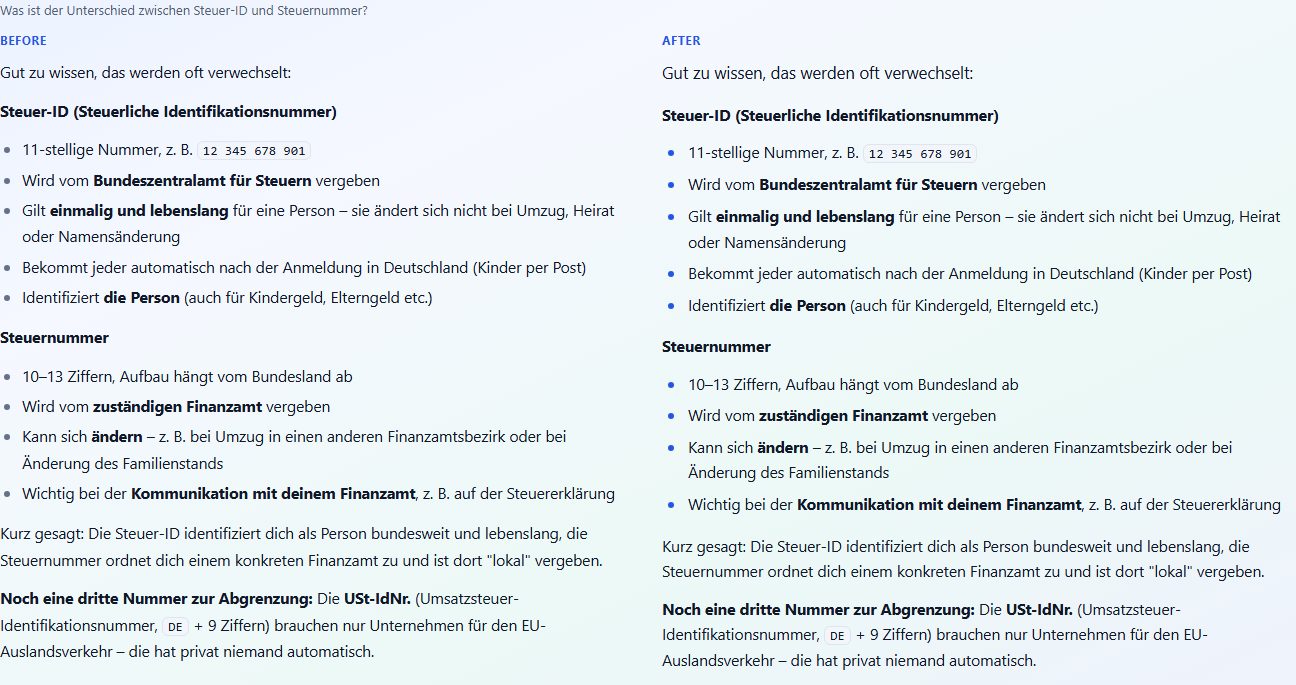 Was ist der Unterschied zwischen Steuer-ID und Steuernummer?
BEFORE
Gut zu wissen, das werden oft verwechselt:
Steuer-ID (Steuerliche Identifikationsnummer)
11-stellige Nummer, z. B. 12 345 678 901
Wird vom Bundeszentralamt für Steuern vergeben
Gilt einmalig und lebenslang für eine Person – sie ändert sich nicht bei Umzug, Heirat
oder Namensänderung
Bekommt jeder automatisch nach der Anmeldung in Deutschland (Kinder per Post)
Identifiziert die Person (auch für Kindergeld, Elterngeld etc.)
Steuernummer
10–13 Ziffern, Aufbau hängt vom Bundesland ab
Wird vom zuständigen Finanzamt vergeben
Kann sich ändern – z. B. bei Umzug in einen anderen Finanzamtsbezirk oder bei
Änderung des Familienstands
Wichtig bei der Kommunikation mit deinem Finanzamt, z. B. auf der Steuererklärung
Kurz gesagt: Die Steuer-ID identifiziert dich als Person bundesweit und lebenslang, die
Steuernummer ordnet dich einem konkreten Finanzamt zu und ist dort "lokal" vergeben.
Noch eine dritte Nummer zur Abgrenzung: Die USt-IdNr. (Umsatzsteuer-
Identifikationsnummer, DE + 9 Ziffern) brauchen nur Unternehmen für den EU-
Auslandsverkehr – die hat privat niemand automatisch.
AFTER
Gut zu wissen, das werden oft verwechselt:
Steuer-ID (Steuerliche Identifikationsnummer)
11-stellige Nummer, z. B. 12 345 678 901
Wird vom Bundeszentralamt für Steuern vergeben
Gilt einmalig und lebenslang für eine Person – sie ändert sich nicht bei Umzug, Heirat
oder Namensänderung
Bekommt jeder automatisch nach der Anmeldung in Deutschland (Kinder per Post)
Identifiziert die Person (auch für Kindergeld, Elterngeld etc.)
Steuernummer
10–13 Ziffern, Aufbau hängt vom Bundesland ab
Wird vom zuständigen Finanzamt vergeben
Kann sich ändern – z. B. bei Umzug in einen anderen Finanzamtsbezirk oder bei
Änderung des Familienstands
Wichtig bei der Kommunikation mit deinem Finanzamt, z. B. auf der Steuererklärung
Kurz gesagt: Die Steuer-ID identifiziert dich als Person bundesweit und lebenslang, die
Steuernummer ordnet dich einem konkreten Finanzamt zu und ist dort "lokal" vergeben.
Noch eine dritte Nummer zur Abgrenzung: Die USt-IdNr. (Umsatzsteuer-
Identifikationsnummer, DE + 9 Ziffern) brauchen nur Unternehmen für den EU-
Auslandsverkehr – die hat privat niemand automatisch.